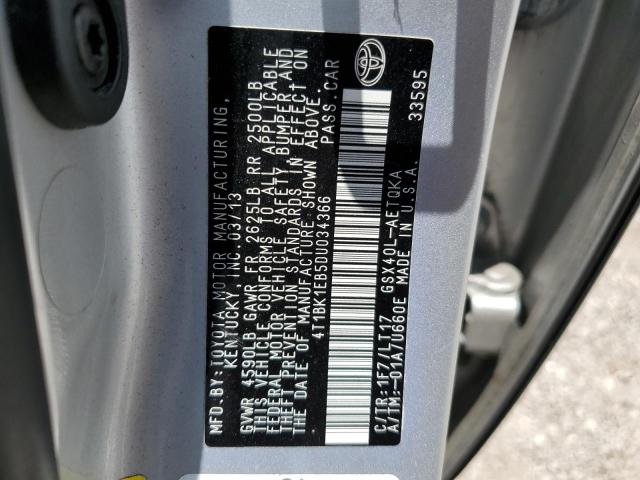 MFD.BY:TOYOTA MOTOR MANUFACTURING,
KENTUCKY, INC. 03/13
GVWR 4590LB GAWR FR 2625LB RR 2500LB
THIS VEHICLE CONFORMS TO ALL APPLICABLE
FEDERAL MOTOR VEHICLE SAFETY, BUMPER AND
THEFT PREVENTION STANDARDS IN EFFECT ON
THE DATE OF MANUFACTURE SHOWN ABOVE.
4T1BK1EB5DU034366 PASS. CAR
C/TR:1F7/LT17 GSX40L-AETQKA
A/TM:-01A/U660E MADE IN U.S.A.
33595